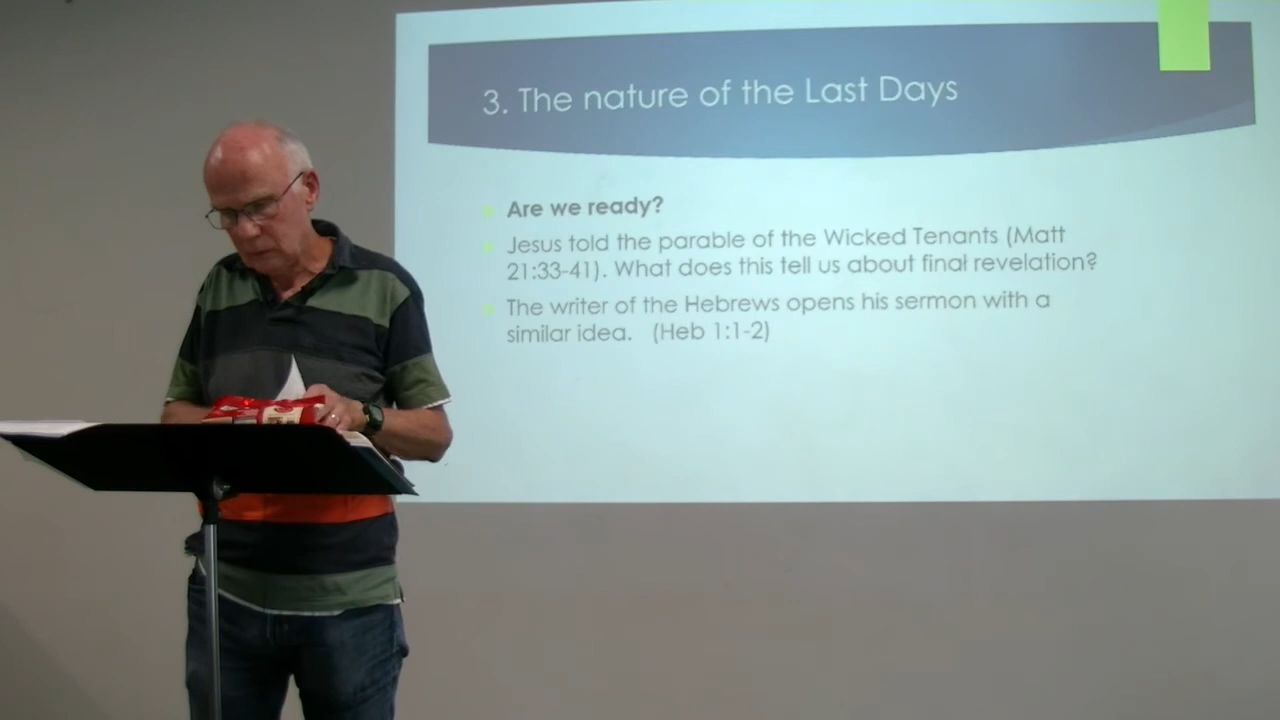 3. The nature of the Last Days
Are we ready?
Jesus told the parable of the Wicked Tenants (Matt
21:33-41). What does this tell us about final revelation?
The writer of the Hebrews opens his sermon with a
similar idea. (Heb 1:1-2)